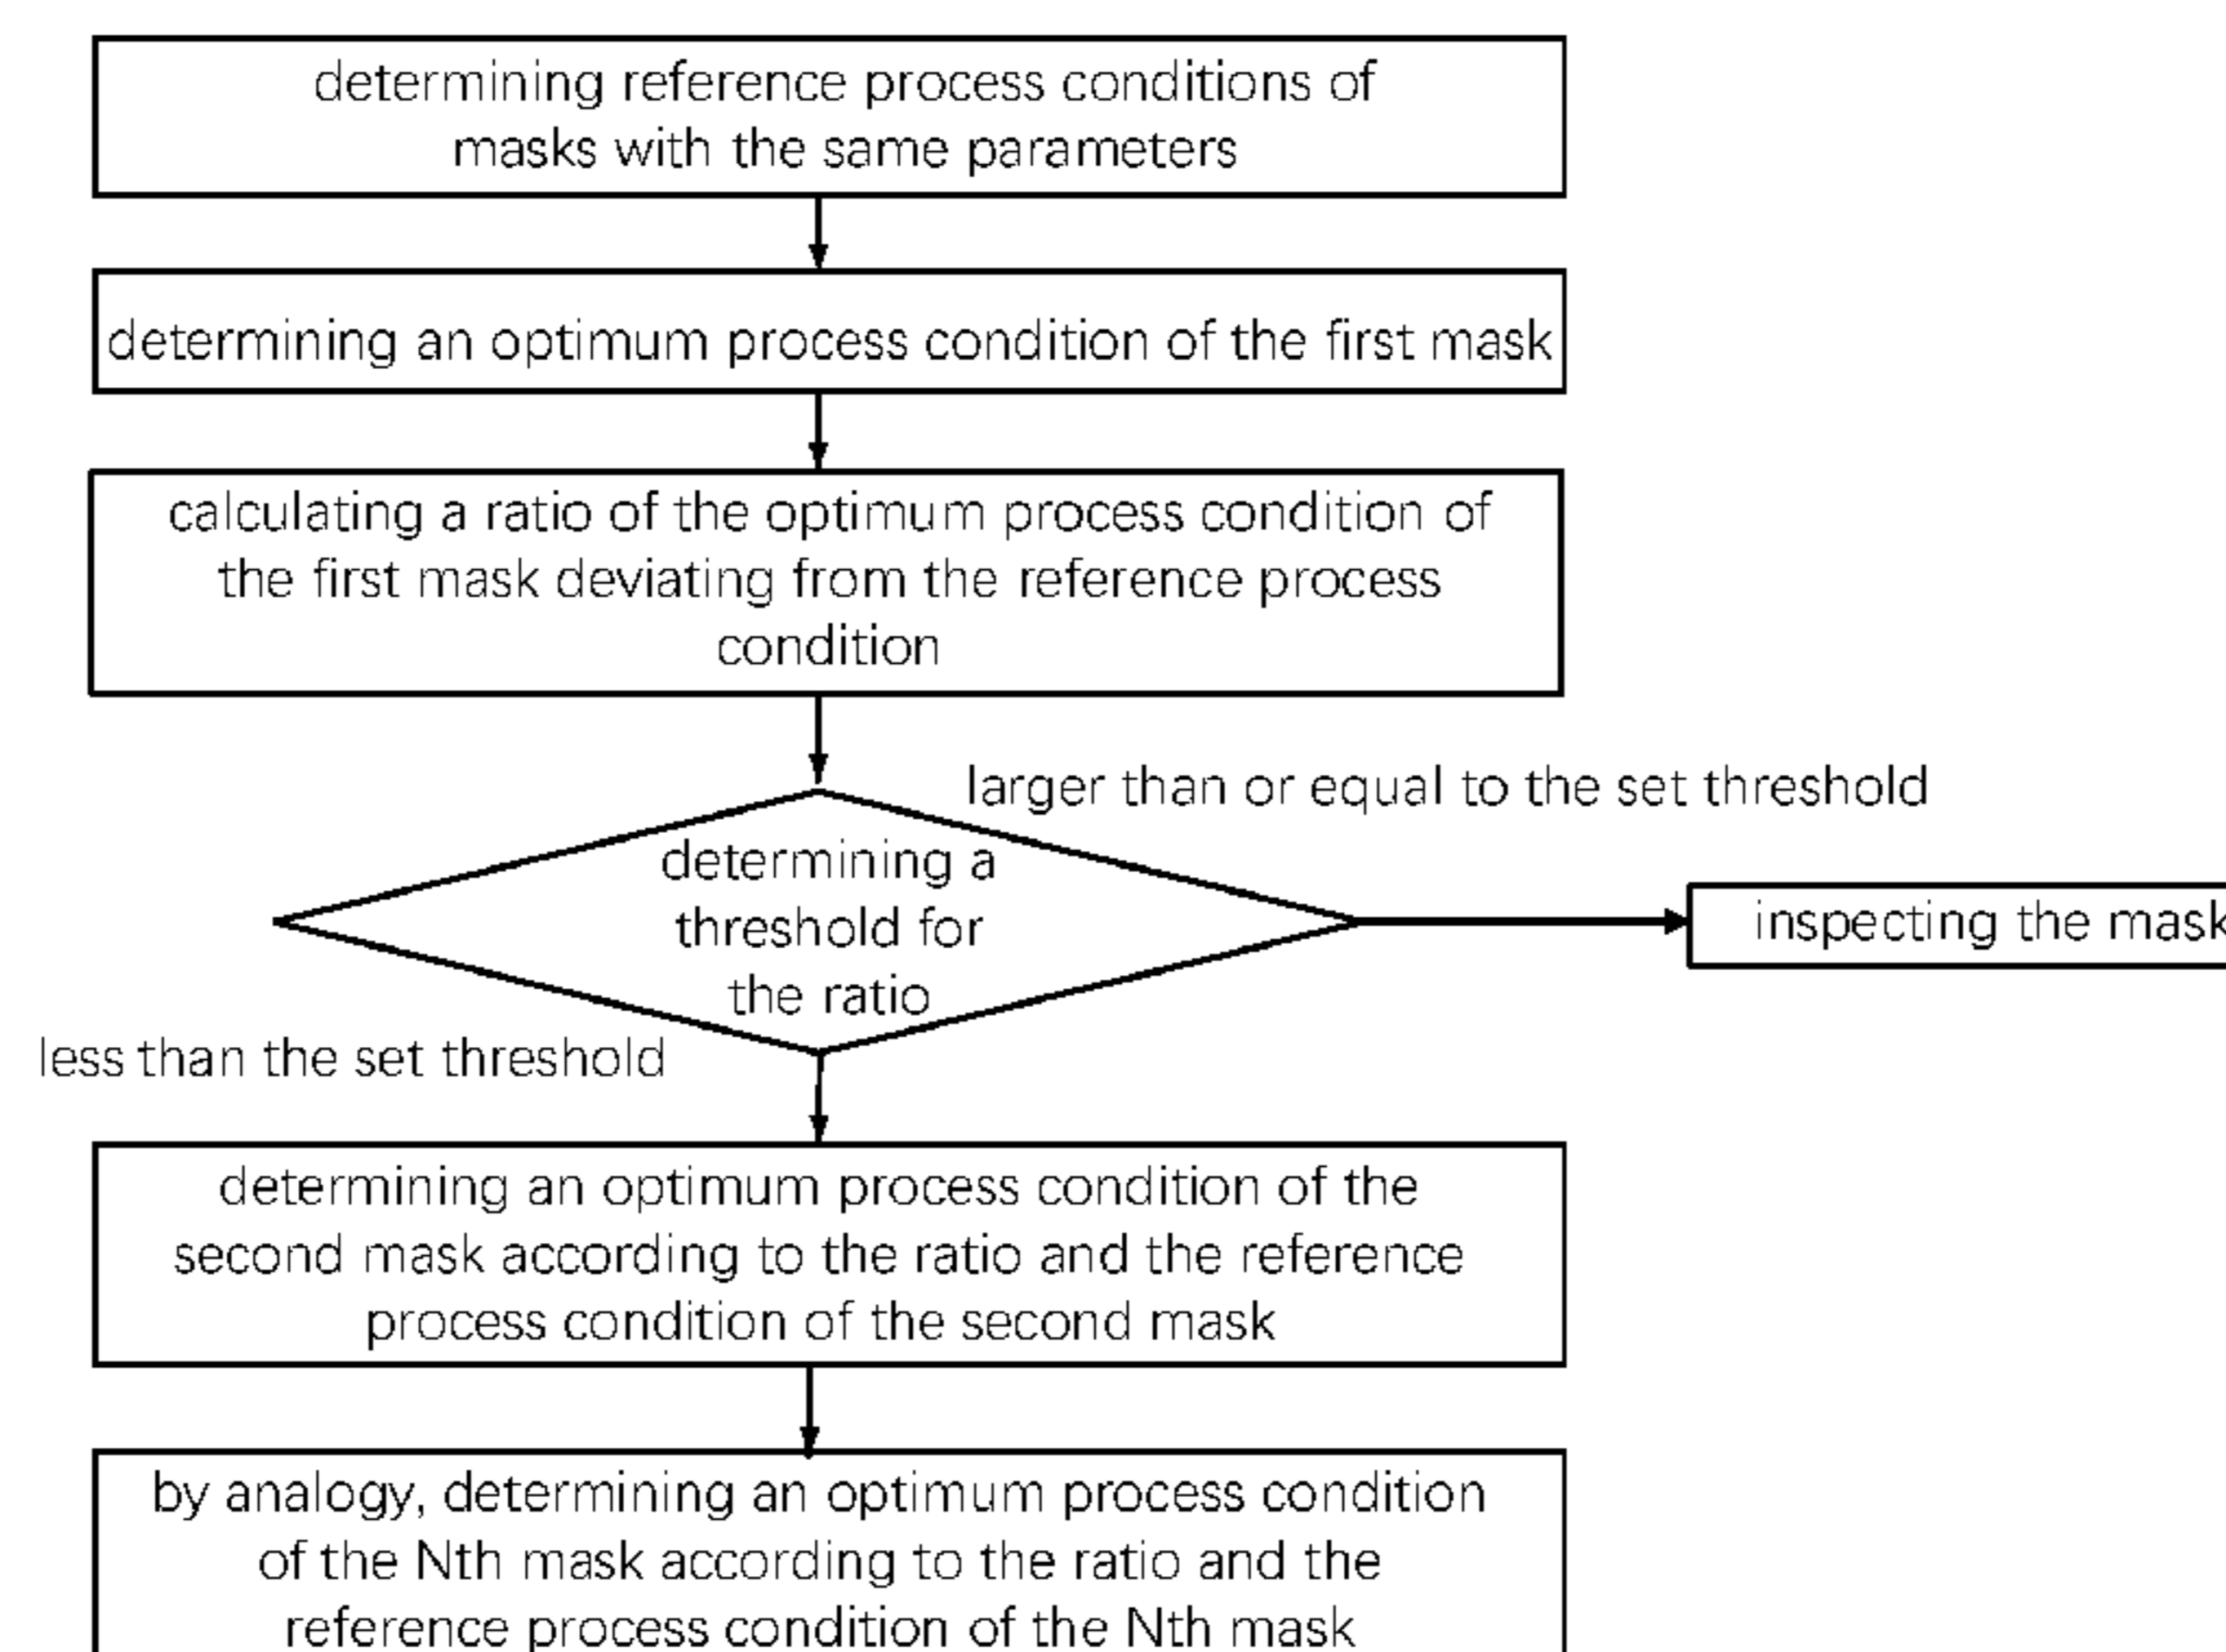 determining reference process conditions of
masks with the same parameters
determining an optimum process condition of the first mask
calculating a ratio of the optimum process condition of
the first mask deviating from the reference process
condition
larger than or equal to the set threshold
determining a
threshold for
the ratio
inspecting the mask
less than the set threshold
determining an optimum process condition of the
second mask according to the ratio and the reference
process condition of the second mask
by analogy, determining an optimum process condition
of the Nth mask according to the ratio and the
reference process condition of the Nth mask